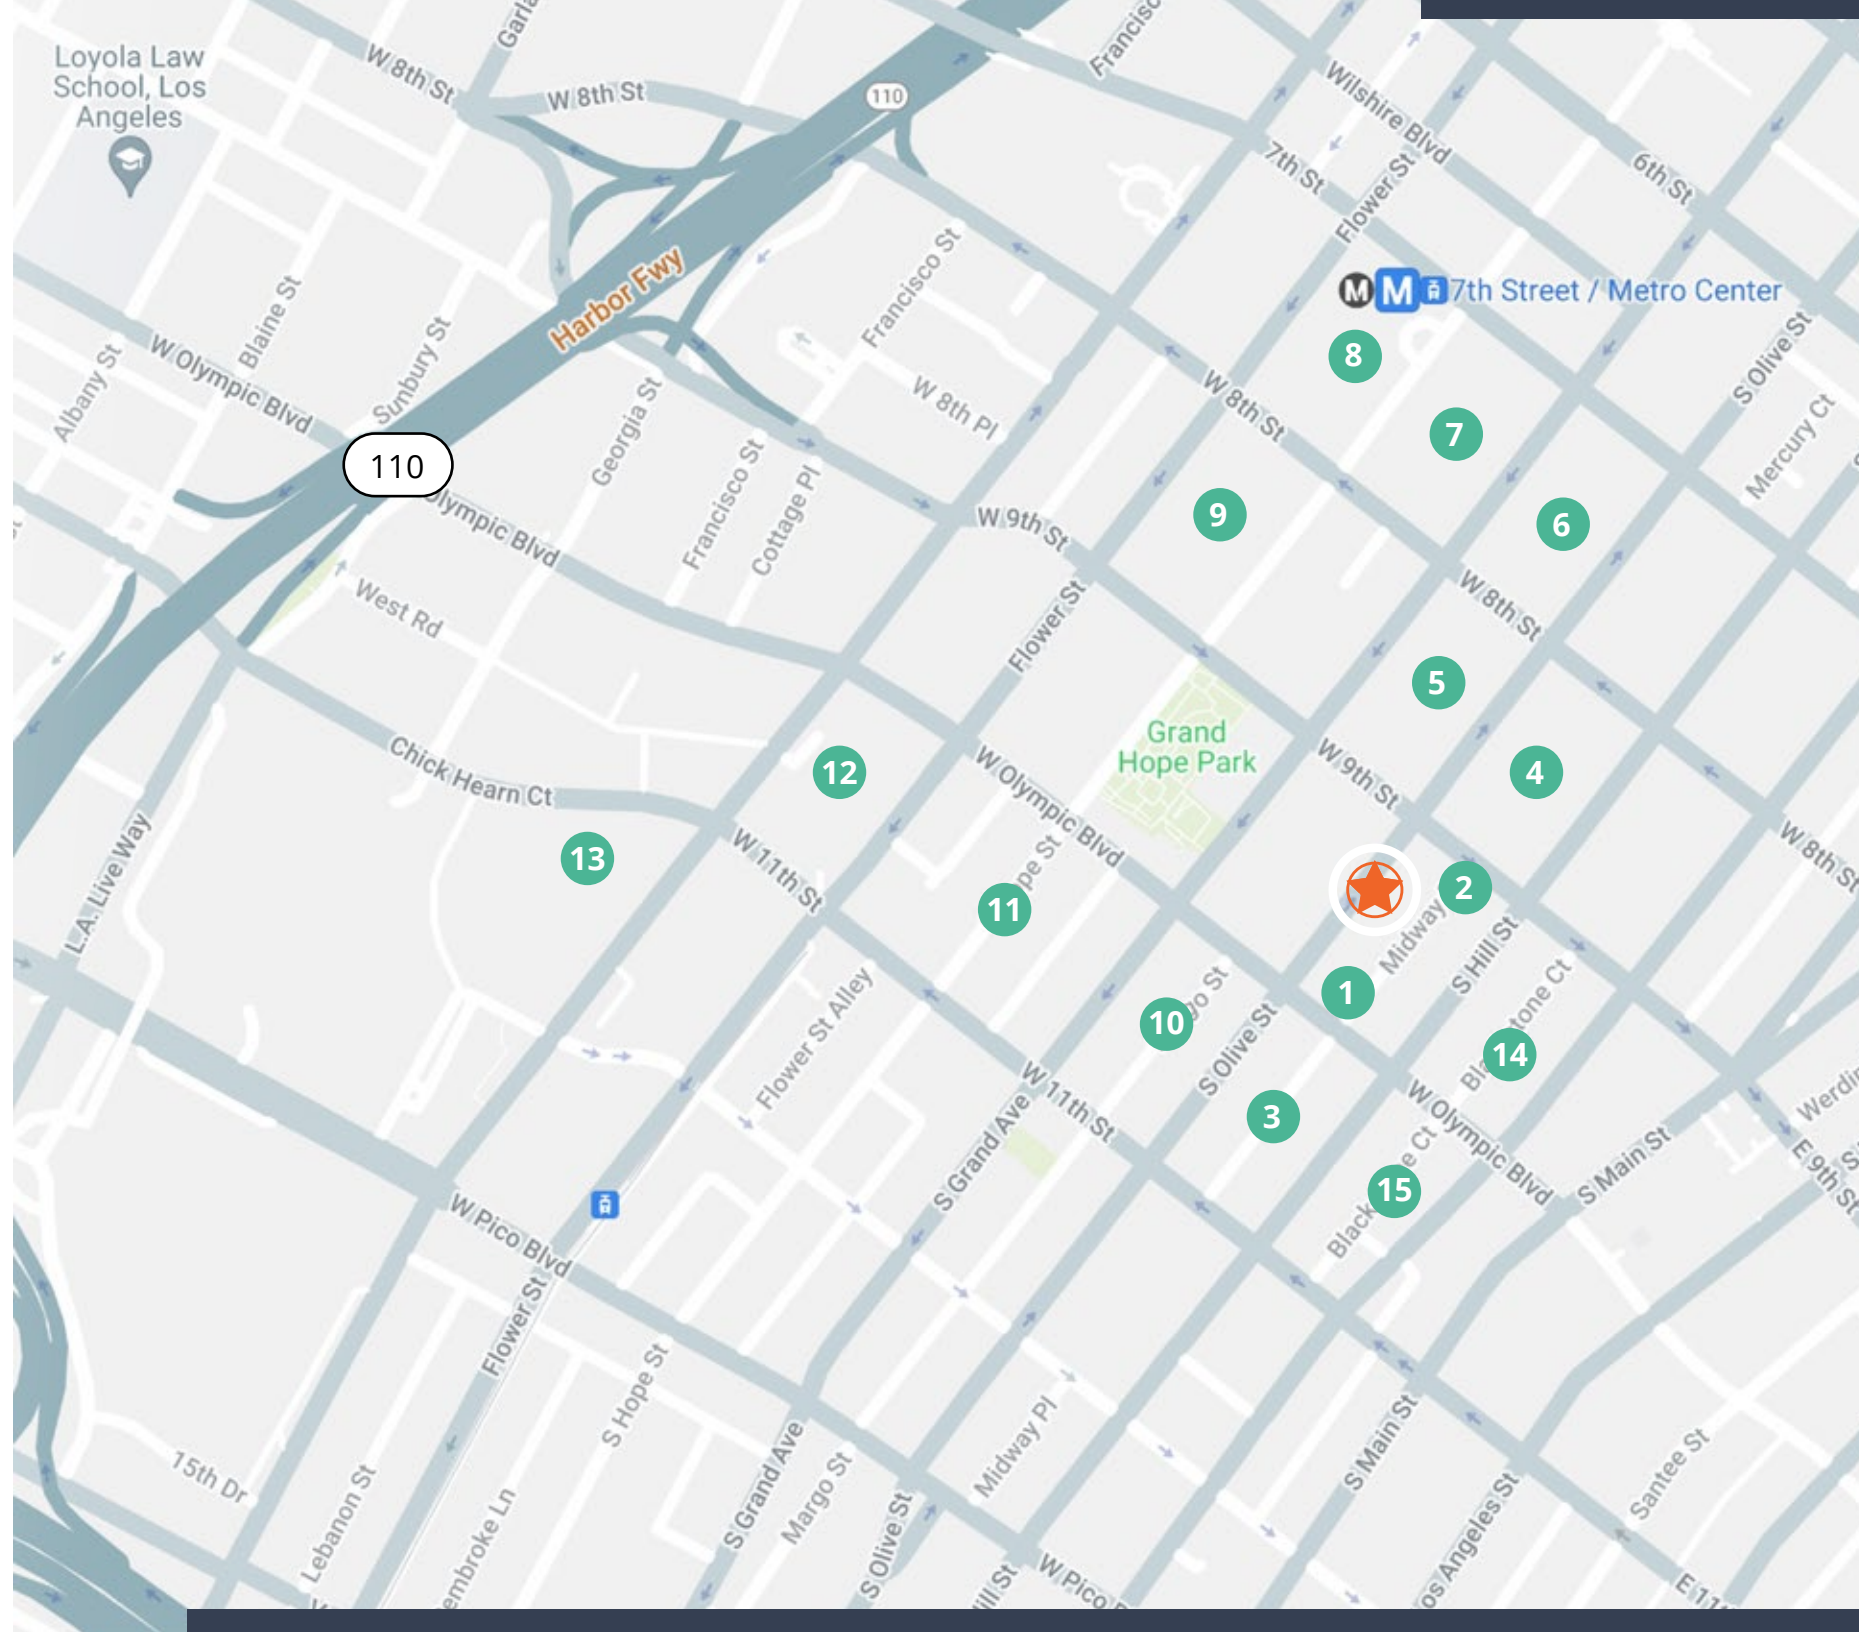 Loyola Law
School, Los
Angeles
W 8th St
W 8th St
110
Wilshire Blvd
7th St
6th St
Flower St
Francisco St
Harbor Fwy
7th Street / Metro Center
8
S Olive St
Blaine St
Sunbury St
Albany St
W Olympic Blvd
Georgia St
W 8th Pl
W 8th St
7
Mercury Ct
110
Olympic Blvd
Francisco St
Cottage Pl
W 9th St
9
6
West Rd
Flower St
W 8th St
5
Grand
Hope Park
Chick Hearn Ct
12
W Olympic Blvd
W 9th St
4
13
L.A. Live Way
W 11th St
11
2
W 8th St
Midway
S Hill St
1
10
Flower St Alley
S Olive St
14
W 11th St
3
W Olympic Blvd
S Grand Ave
15
S Main St
E 9th St
W Pico Blvd
Flower St
S Hope St
15th Dr
Lebanon St
S Grand Ave
Margo St
S Olive St
Midway Pl
S Main St
Santee St